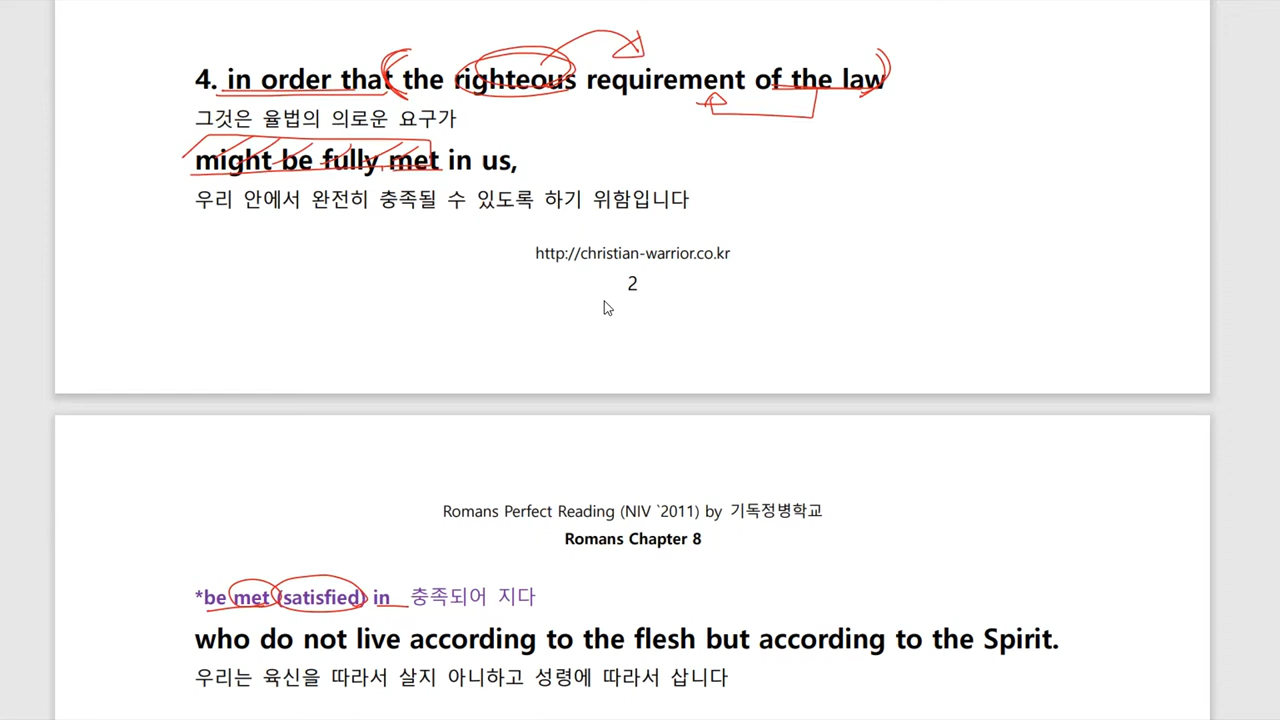 4. in order that the righteous requirement of the law
그것은 율법의 의로운 요구가
might be fully met in us,
우리 안에서 완전히 충족될 수 있도록 하기 위함입니다
http://christian-warrior.co.kr
2
Romans Perfect Reading (NIV `2011) by 기독정병학교
Romans Chapter 8
*be met (satisfied) in 충족되어 지다
who do not live according to the flesh but according to the Spirit.
우리는 육신을 따라서 살지 아니하고 성령에 따라서 삽니다